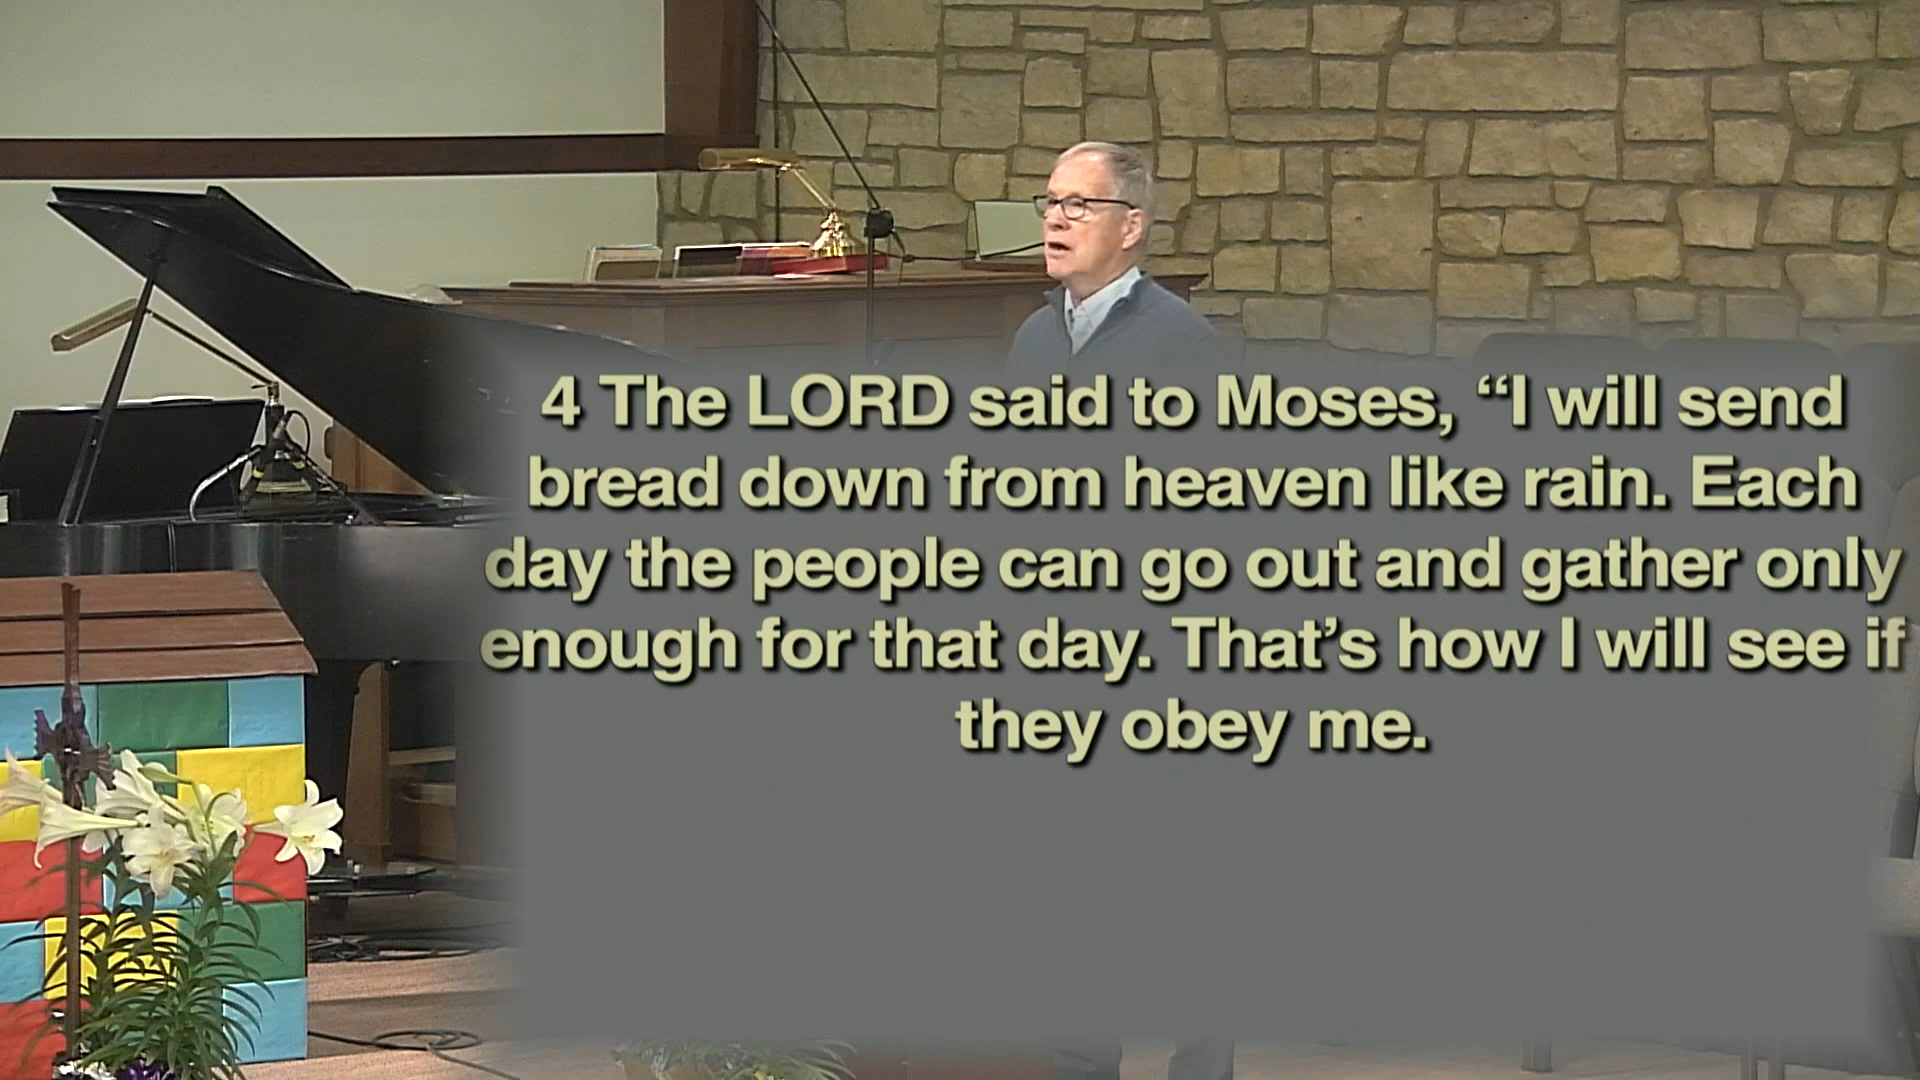 4 The LORD said to Moses, “I will send
bread down from heaven like rain. Each
day the people can go out and gather only
enough for that day. That’s how I will see if
they obey me.